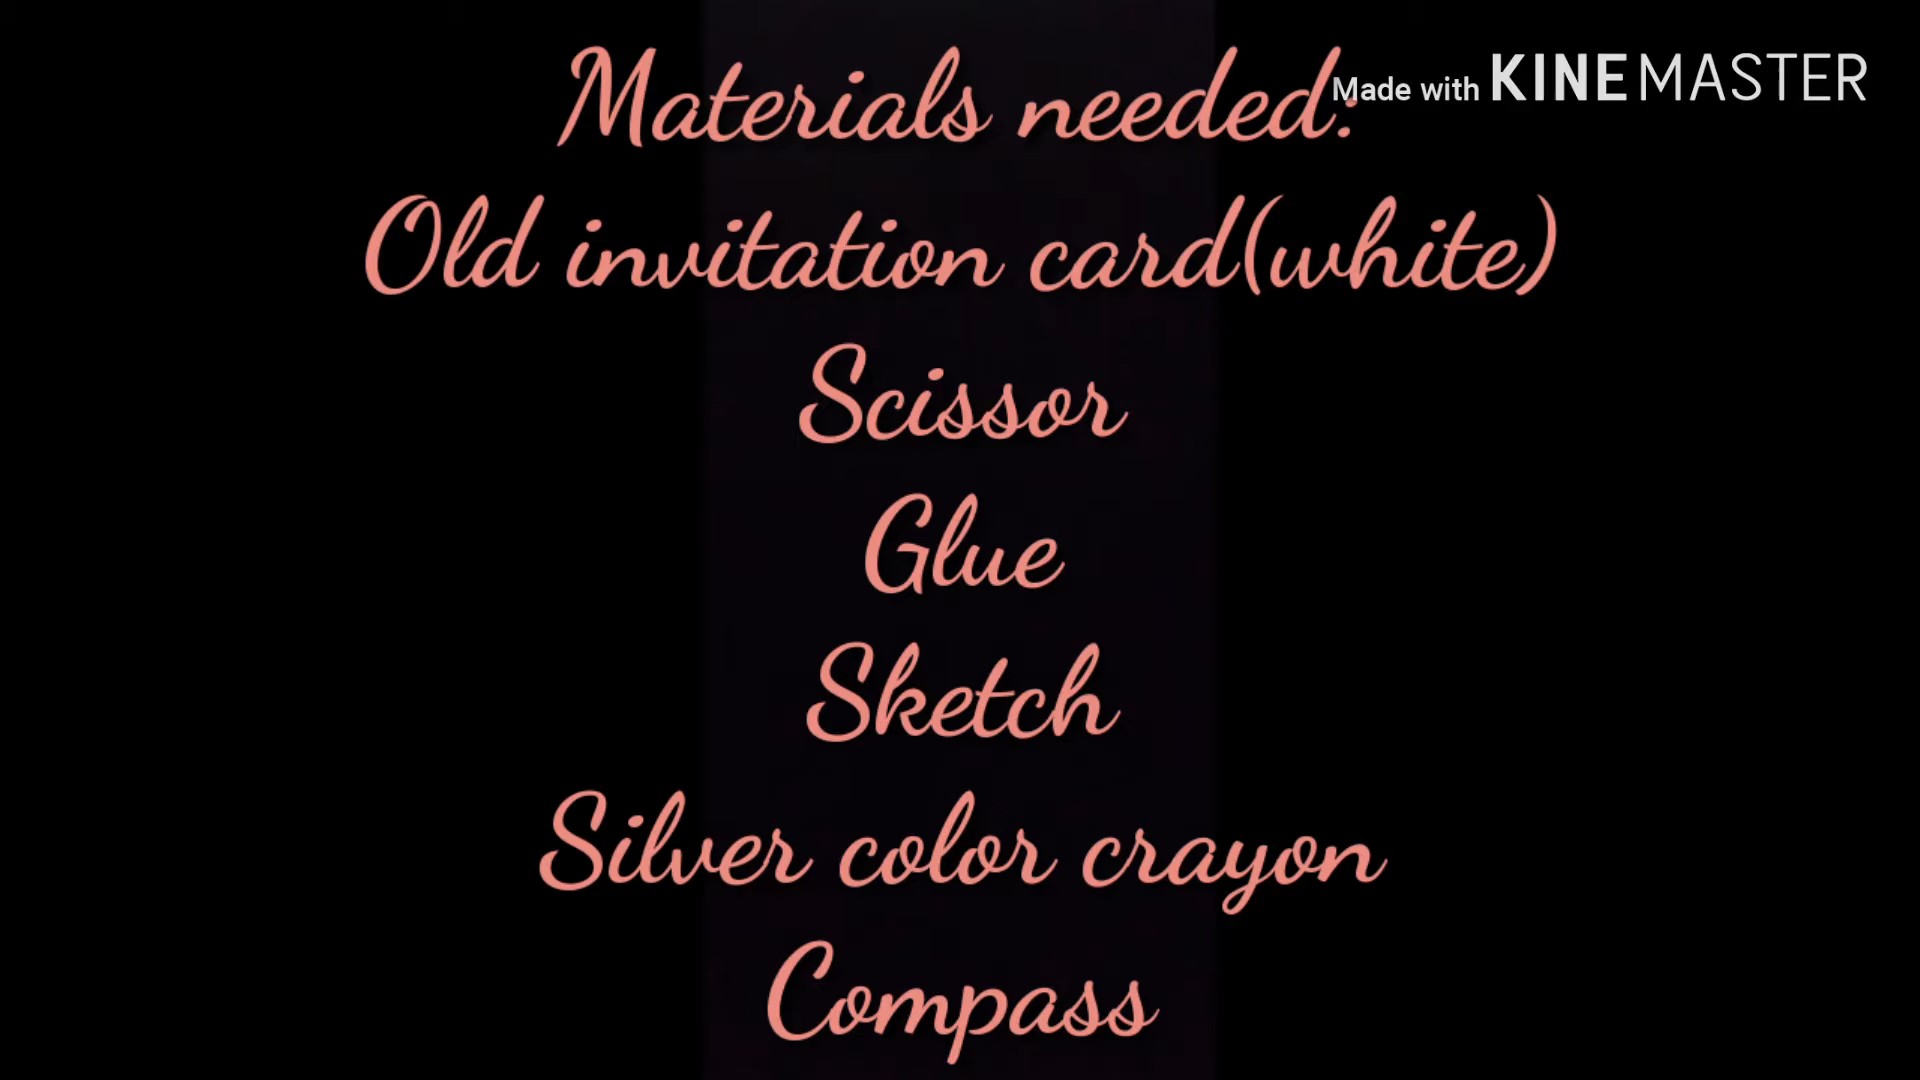 Materials needed:
Made with KINEMASTER
Old invitation card(white)
Scissor
Glue
Sketch
Silver color crayon
Compass